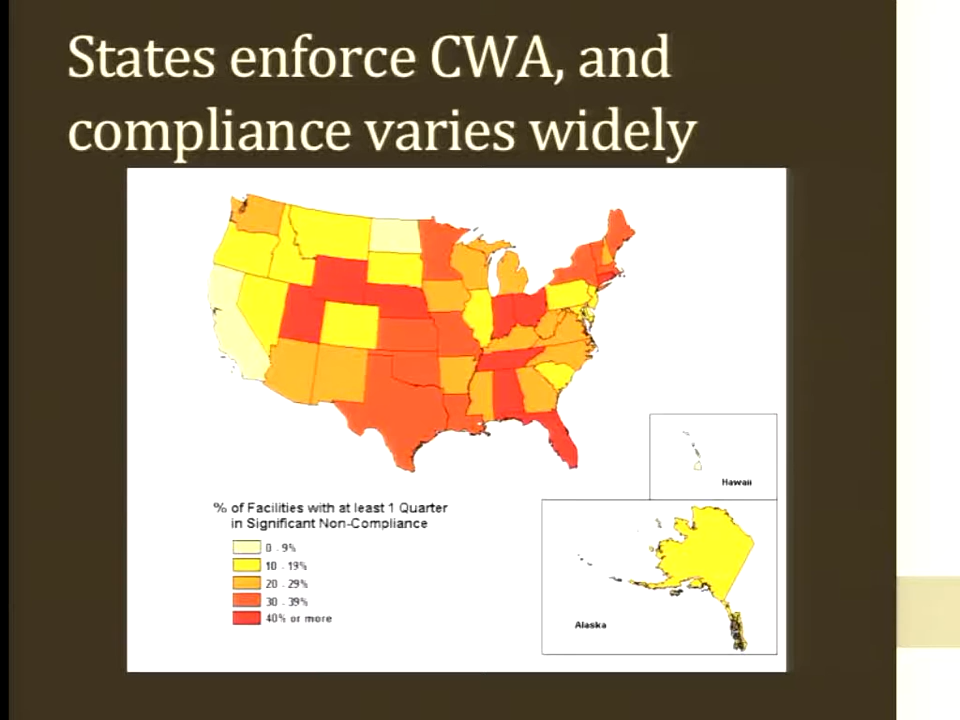 States enforce CWA, and
compliance varies widely
Hawaii
% of Facilities with at least 1 Quarter
in Significant Non-Compliance
0 - 9%
10 - 19%
20 - 29%
30 - 39%
40% or more
Alaska